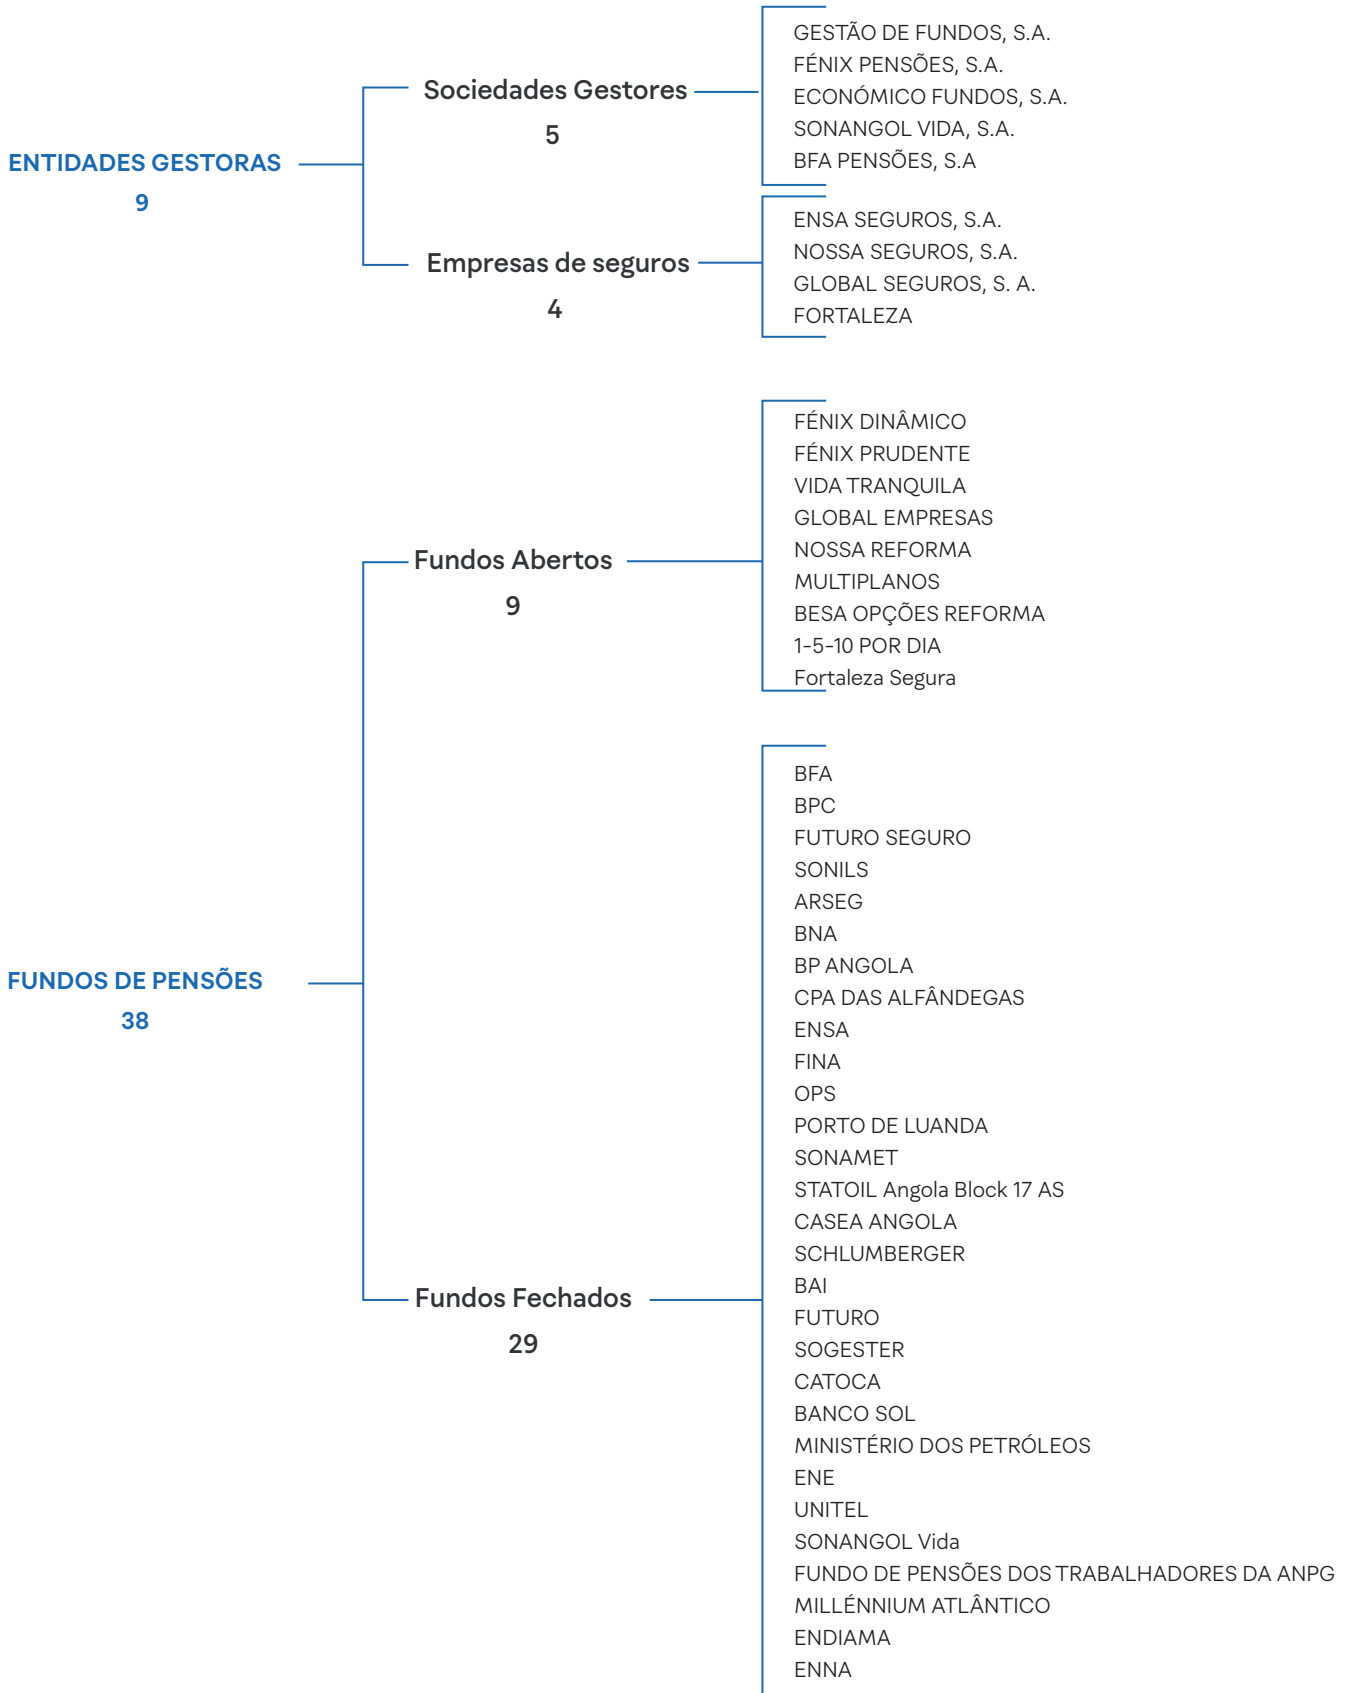 ENTIDADES GESTORAS
9
Sociedades Gestores
5
GESTÃO DE FUNDOS, S.A.
FÉNIX PENSÕES, S.A.
ECONÓMICO FUNDOS, S.A.
SONANGOL VIDA, S.A.
BFA PENSÕES, S.A
Empresas de seguros
4
ENSA SEGUROS, S.A.
NOSSA SEGUROS, S.A.
GLOBAL SEGUROS, S. A.
FORTALEZA
FUNDOS DE PENSÕES
38
Fundos Abertos
9
FÉNIX DINÂMICO
FÉNIX PRUDENTE
VIDA TRANQUILA
GLOBAL EMPRESAS
NOSSA REFORMA
MULTIPLANOS
BESA OPÇÕES REFORMA
1-5-10 POR DIA
Fortaleza Segura
Fundos Fechados
29
BFA
BPC
FUTURO SEGURO
SONILS
ARSEG
BNA
BP ANGOLA
CPA DAS ALFÂNDEGAS
ENSA
FINA
OPS
PORTO DE LUANDA
SONAMET
STATOIL Angola Block 17 AS
CASEA ANGOLA
SCHLUMBERGER
BAI
FUTURO
SOGESTER
CATOCA
BANCO SOL
MINISTÉRIO DOS PETRÓLEOS
ENE
UNITEL
SONANGOL Vida
FUNDO DE PENSÕES DOS TRABALHADORES DA ANPG
MILLÉNNIUM ATLÂNTICO
ENDIAMA
ENNA